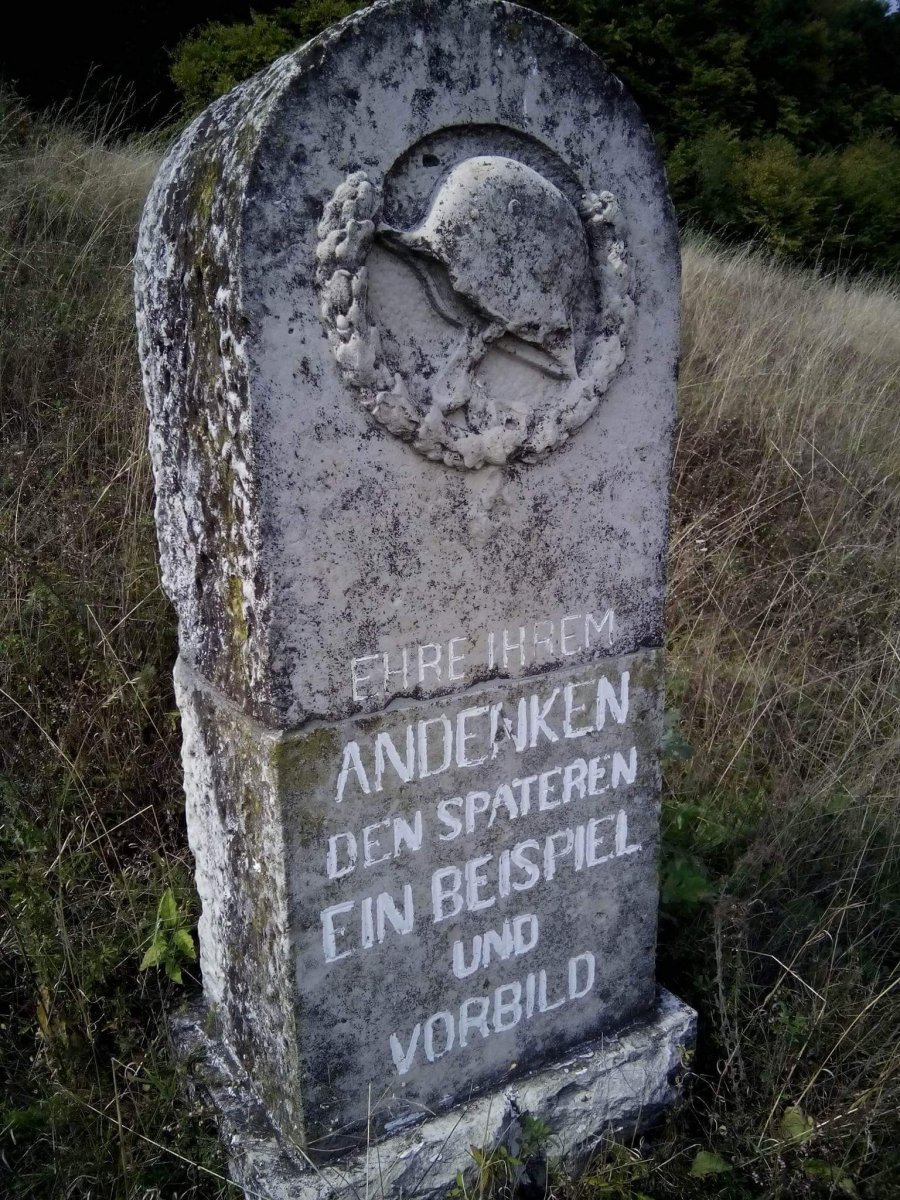 EHRE IHREM
ANDENKEN
DEN SPATEREN
EIN BEISPIEL
UND
VORBILD